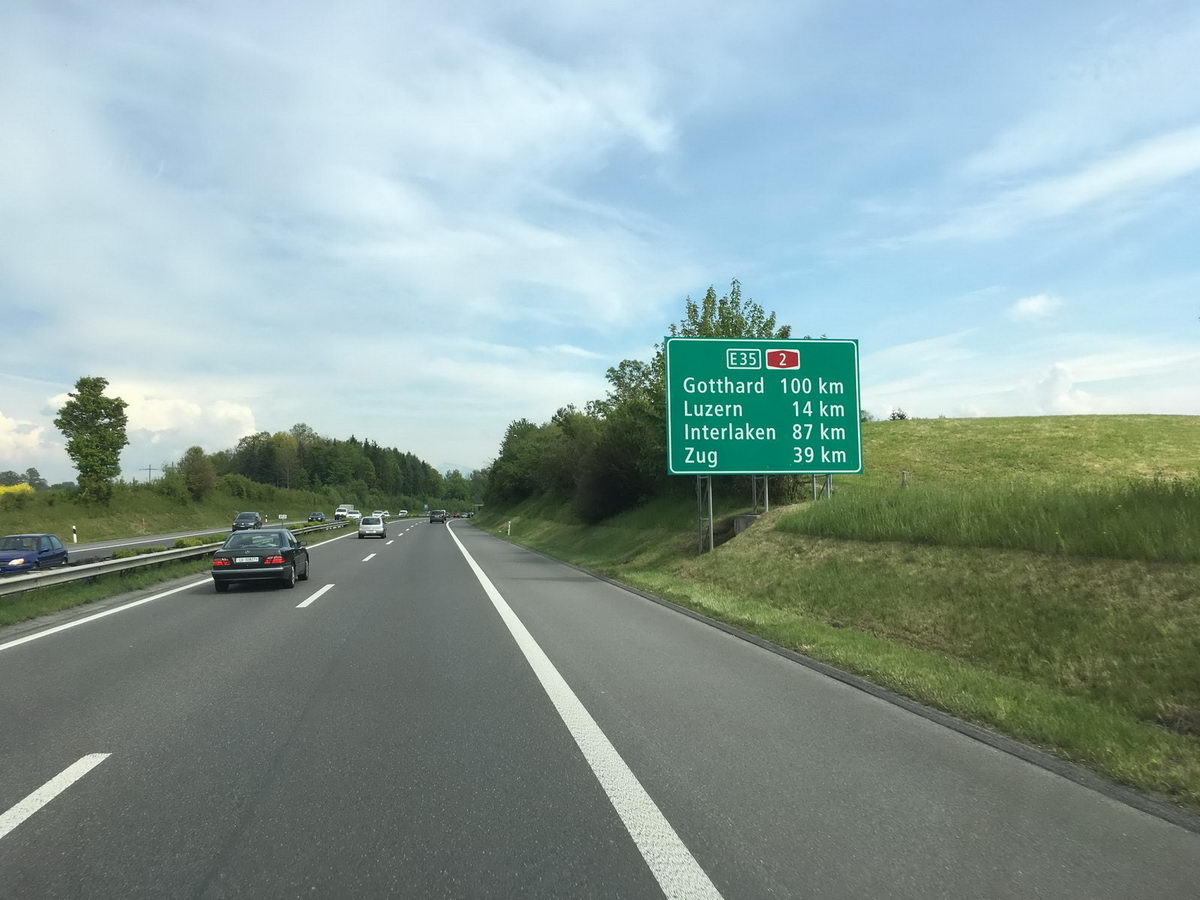 E35 2
Gotthard 100 km
Luzern 14 km
Interlaken 87 km
Zug 39 km